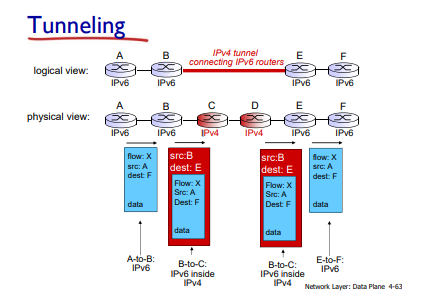 Tunneling
IPv4 tunnel
connecting IPv6 routers
A B E F
logical view:
IPv6 IPv6 IPv6 IPv6
A B C D E F
physical view:
IPv6 IPv6 IPv4 IPv4 IPv6 IPv6
flow: X
src: A
dest: F
data
src:B
dest: E
Flow: X
Src: A
Dest: F
data
src:B
dest: E
Flow: X
Src: A
Dest: F
data
flow: X
src: A
dest: F
data
A-to-B:
IPv6
B-to-C:
IPv6 inside
IPv4
B-to-C:
IPv6 inside
IPv4
E-to-F:
IPv6
Network Layer: Data Plane 4-63